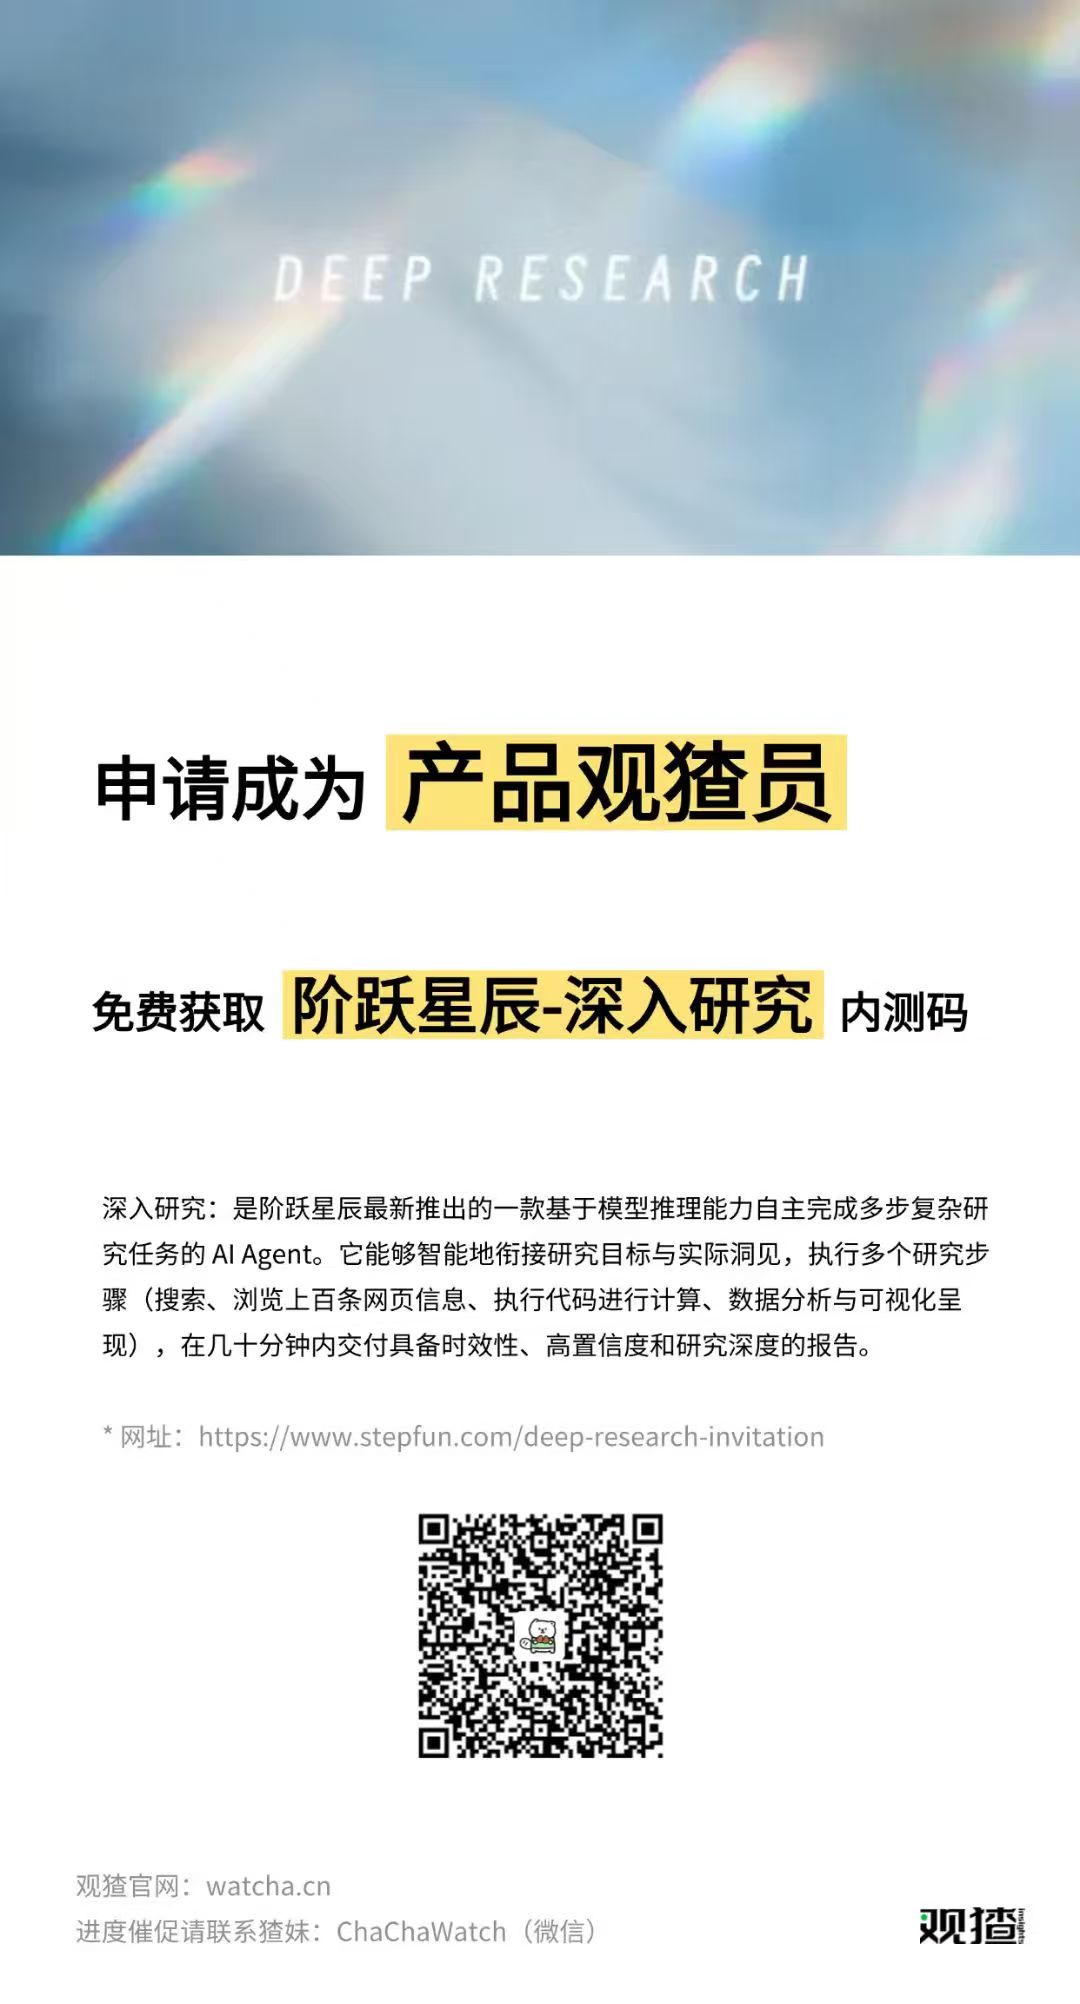 DEEP RESEARCH
申请成为 产品观猹员
免费获取 阶跃星辰-深入研究 内测码
深入研究：是阶跃星辰最新推出的一款基于模型推理能力自主完成多步复杂研
究任务的 AI Agent。它能够智能地衔接研究目标与实际洞见，执行多个研究步
骤（搜索、浏览上百条网页信息、执行代码进行计算、数据分析与可视化呈
现），在几十分钟内交付具备时效性、高置信度和研究深度的报告。
* 网址：https://www.stepfun.com/deep-research-invitation
观猹官网：watcha.cn
进度催促请联系猹妹：ChaChaWatch（微信）
观猹 insights